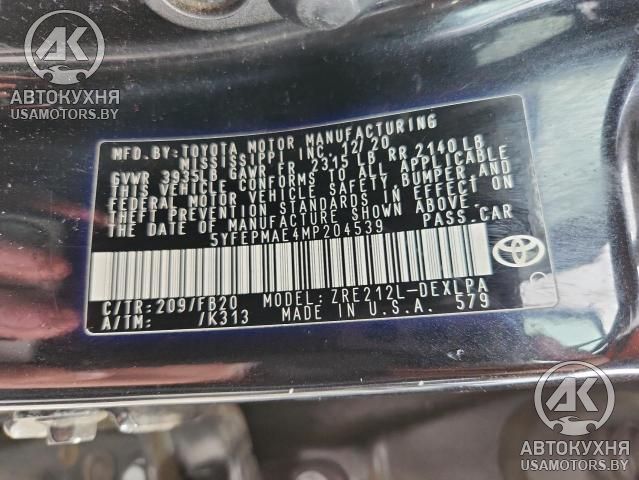 АК
АВТОКУХНЯ
USAMOTORS.BY
MFD.BY: TOYOTA MOTOR MANUFACTURING
MISSISSIPPI INC. 12/20
GVWR 3935LB GAWR FR 2315 LB RR 2140 LB
THIS VEHICLE CONFORMS TO ALL APPLICABLE
FEDERAL MOTOR VEHICLE SAFETY, BUMPER, AND
THEFT PREVENTION STANDARDS IN EFFECT ON
THE DATE OF MANUFACTURE SHOWN ABOVE.
5YFEPMAE4MP204539 PASS.CAR
C/TR: 209/FB20 MODEL: ZRE212L-DEXLPA
A/TM: /K313 MADE IN U.S.A. 579
АК
АВТОКУХНЯ
USAMOTORS.BY